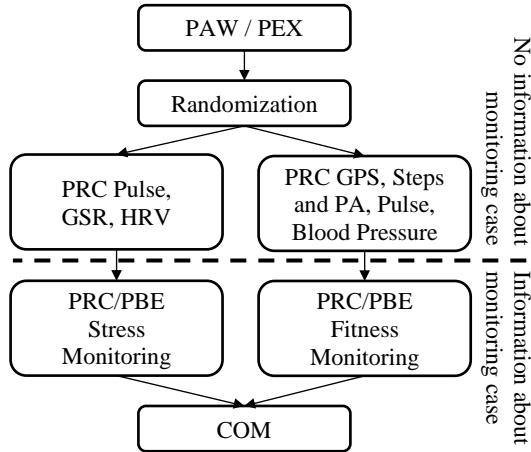 PAW / PEX
Randomization
PRC Pulse,
GSR, HRV
PRC GPS, Steps
and PA, Pulse,
Blood Pressure
PRC/PBE
Stress
Monitoring
PRC/PBE
Fitness
Monitoring
COM
No information about
monitoring case
Information about
monitoring case